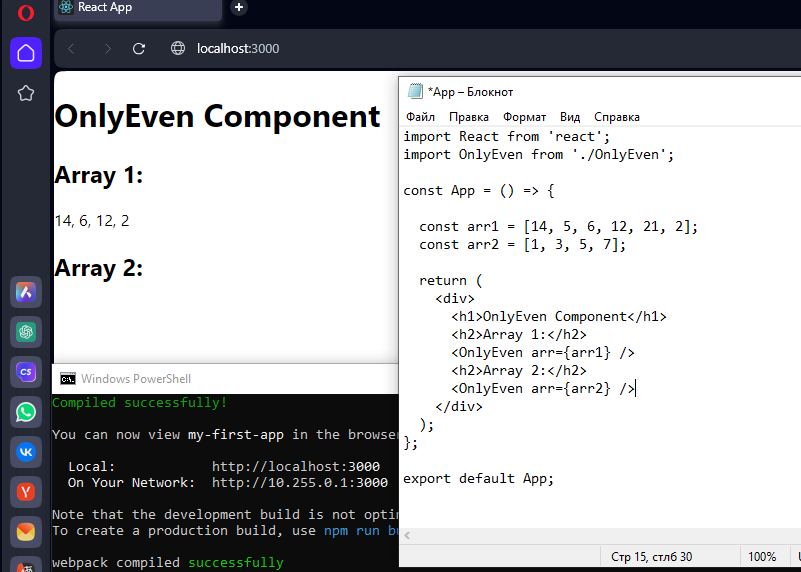 React App
localhost:3000
OnlyEven Component
Array 1:
14, 6, 12, 2
Array 2:
*App – Блокнот
Файл Правка Формат Вид Справка
import React from 'react';
import OnlyEven from './OnlyEven';
const App = () => {
const arr1 = [14, 5, 6, 12, 21, 2];
const arr2 = [1, 3, 5, 7];
return (
<div>
<h1>OnlyEven Component</h1>
<h2>Array 1:</h2>
<OnlyEven arr={arr1} />
<h2>Array 2:</h2>
<OnlyEven arr={arr2} />
</div>
);
};
export default App;
Стр 15, стлб 30
100%
Windows PowerShell
Compiled successfully!
You can now view my-first-app in the browse
Local: http://localhost:3000
On Your Network: http://10.255.0.1:3000
Note that the development build is not opti
To create a production build, use npm run b
webpack compiled successfully